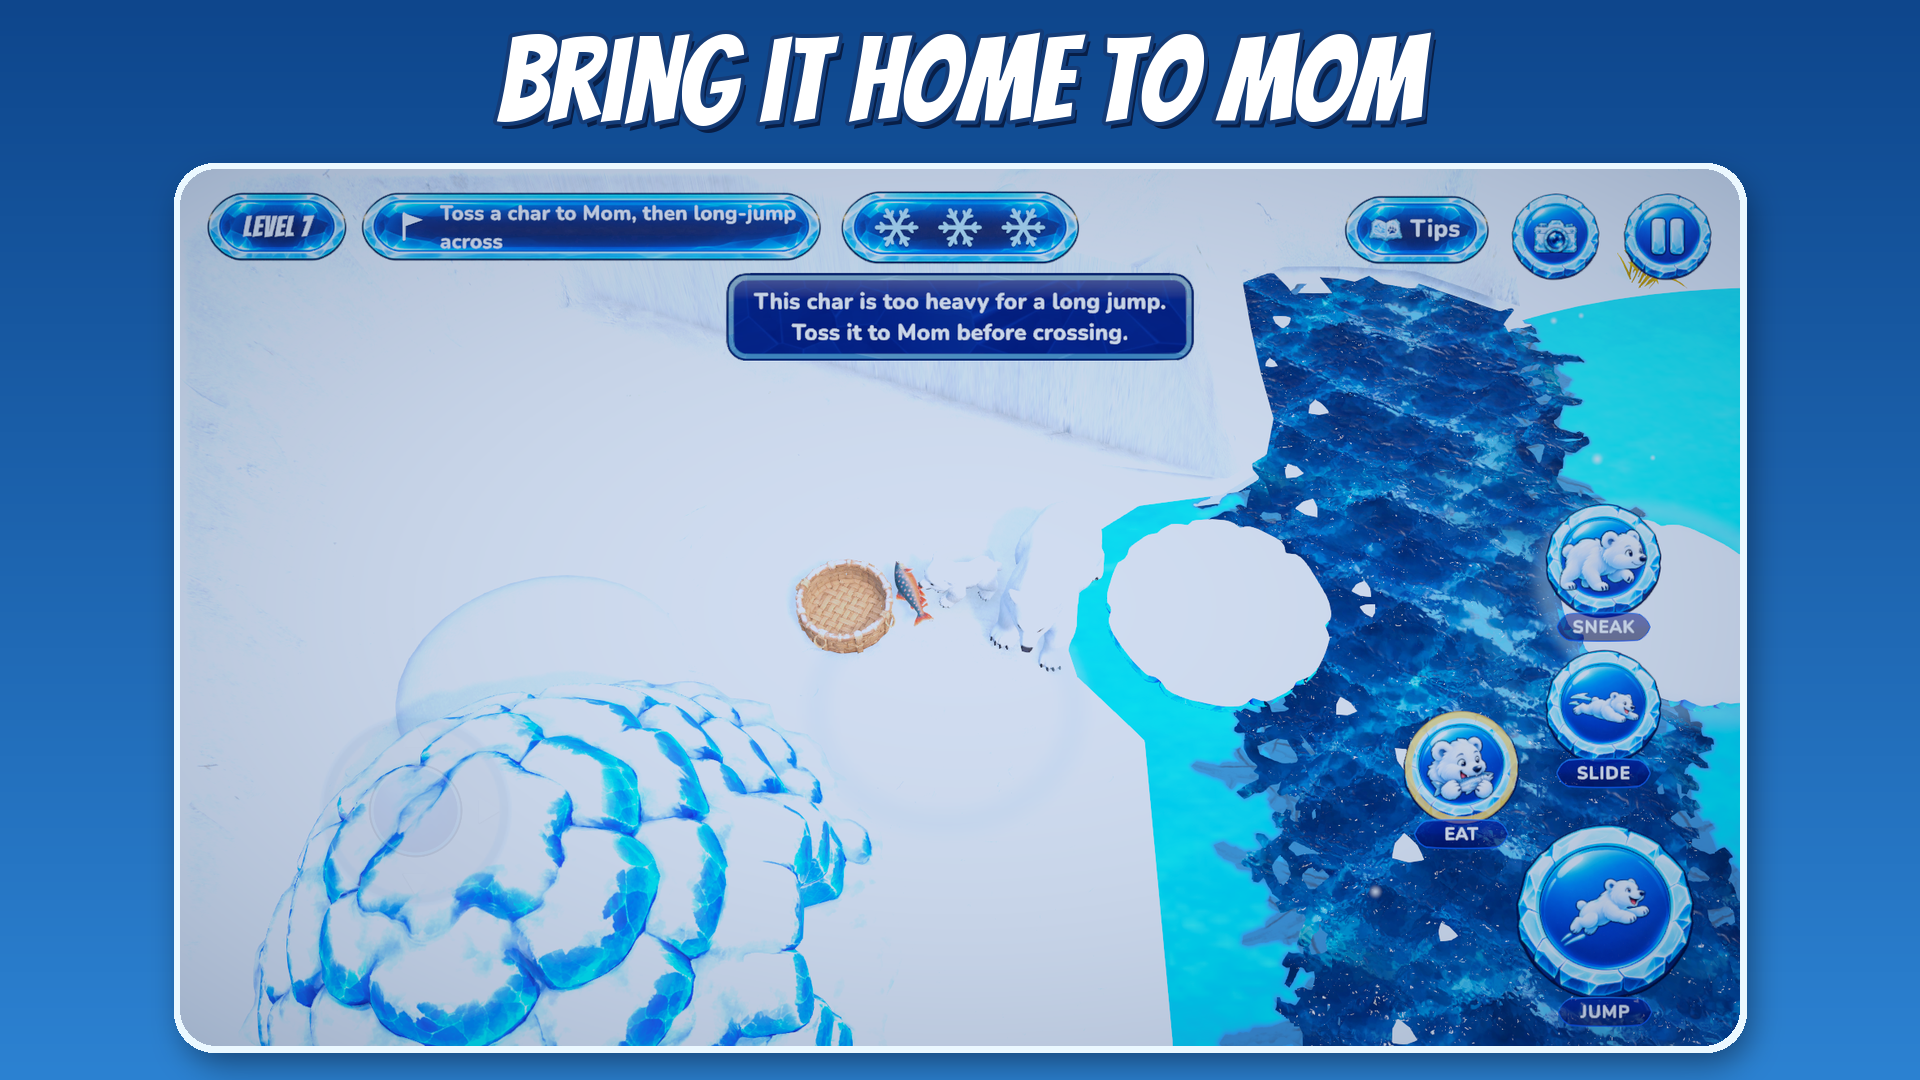 BRING IT HOME TO MOM
LEVEL 7
Toss a char to Mom, then long-jump
across
Tips
This char is too heavy for a long jump.
Toss it to Mom before crossing.
SNEAK
SLIDE
EAT
JUMP